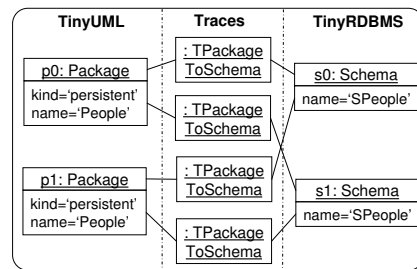 TinyUML
Traces
TinyRDBMS
p0: Package
kind='persistent'
name='People'
p1: Package
kind='persistent'
name='People'
: TPackage
ToSchema
: TPackage
ToSchema
: TPackage
ToSchema
: TPackage
ToSchema
s0: Schema
name='SPeople'
s1: Schema
name='SPeople'